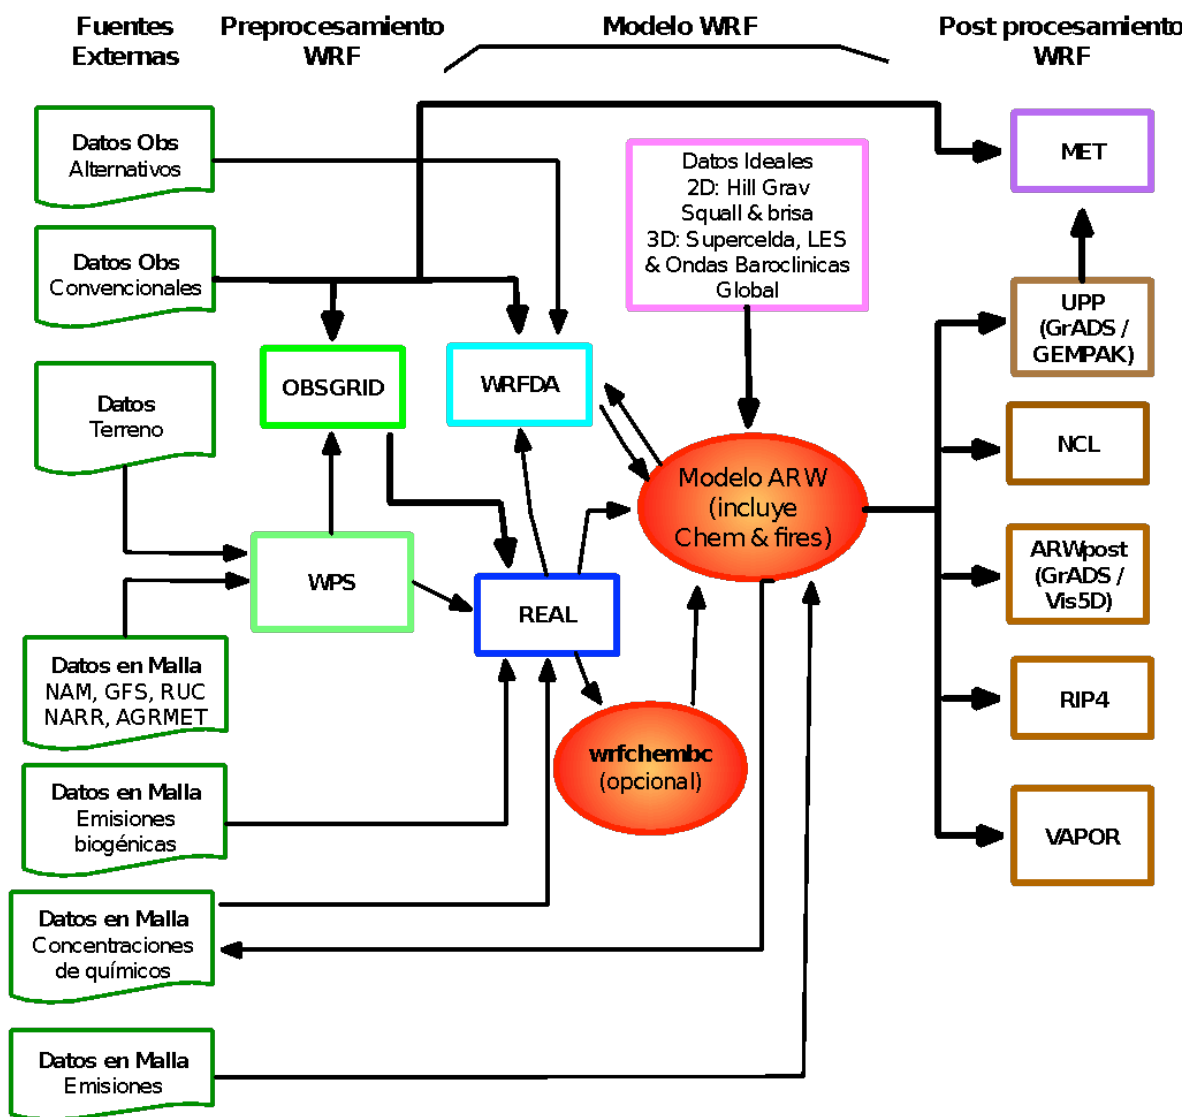 Fuentes
Externas
Preprocesamiento
WRF
Modelo WRF
Post procesamiento
WRF
Datos Obs
Alternativos
Datos Obs
Convencionales
Datos
Terreno
Datos en Malla
NAM, GFS, RUC
NARR, AGRMET
Datos en Malla
Emisiones
biogénicas
Datos en Malla
Concentraciones
de químicos
Datos en Malla
Emisiones
OBSGRID
WPS
WRFDA
REAL
wrfchembc
(opcional)
Datos Ideales
2D: Hill Grav
Squall & brisa
3D: Supercelda, LES
& Ondas Baroclinicas
Global
Modelo ARW
(incluye
Chem & fires)
MET
UPP
(GrADS /
GEMPAK)
NCL
ARWpost
(GrADS /
Vis5D)
RIP4
VAPOR